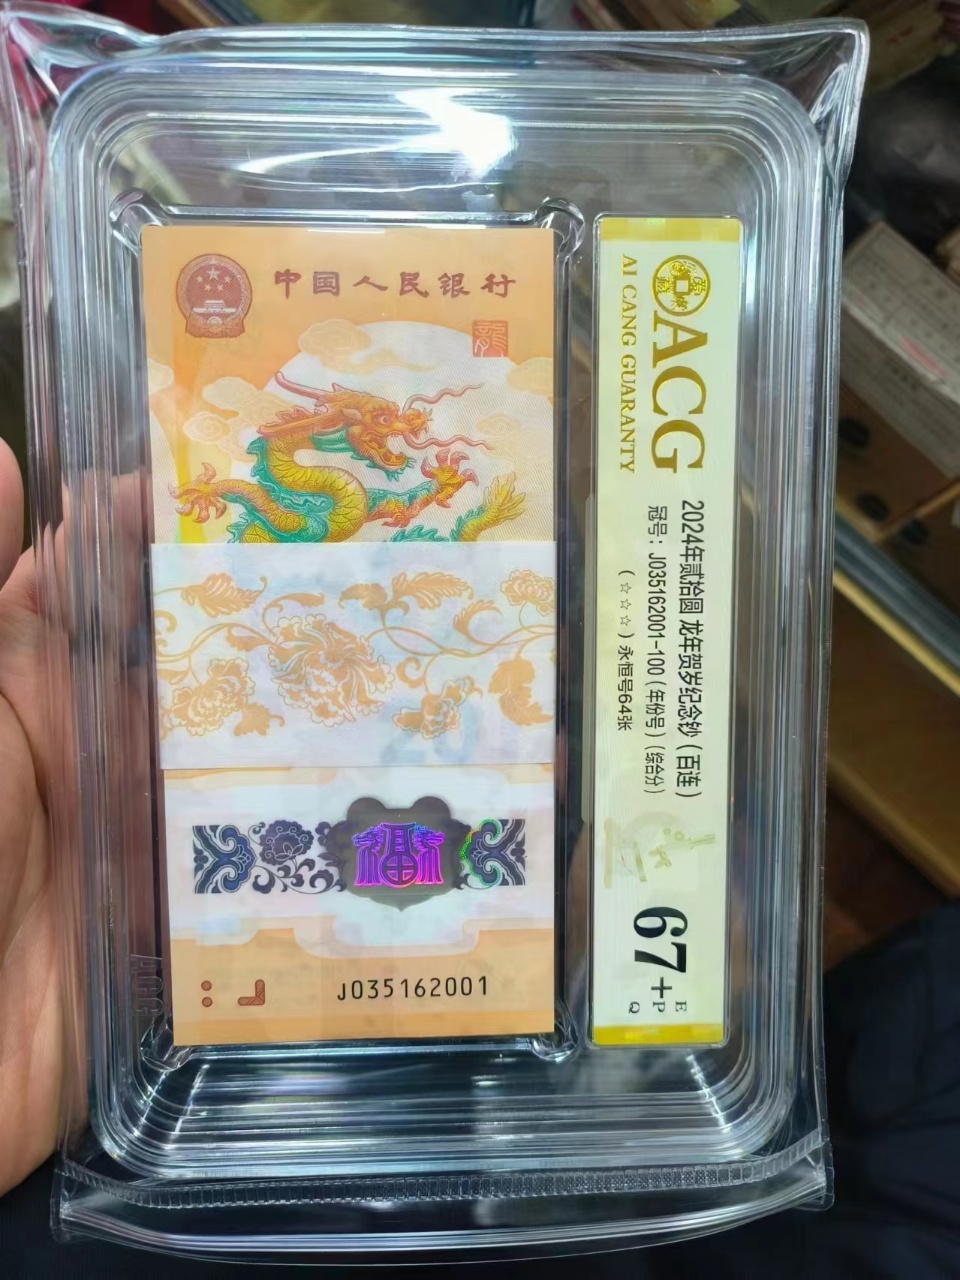 中国人民银行
龍
福
J035162001
ACG
AI CANG GUARANTY
2024年贰拾圆 龙年贺岁纪念钞（百连）
冠号：J035162001-100（年份号）（综合分）
（☆☆☆）永恒号64张
67+
E
P
Q